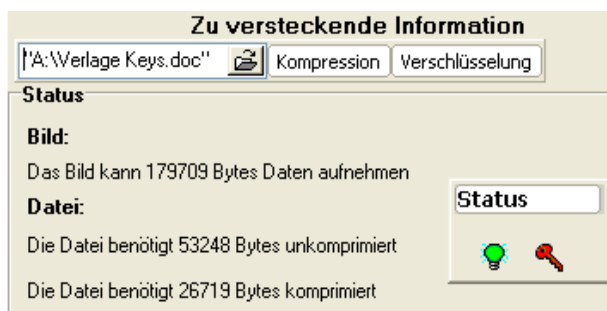 Zu versteckende Information
"A:\Verlage Keys.doc" Kompression Verschlüsselung
Status
Bild:
Das Bild kann 179709 Bytes Daten aufnehmen
Datei:
Status
Die Datei benötigt 53248 Bytes unkomprimiert
Die Datei benötigt 26719 Bytes komprimiert